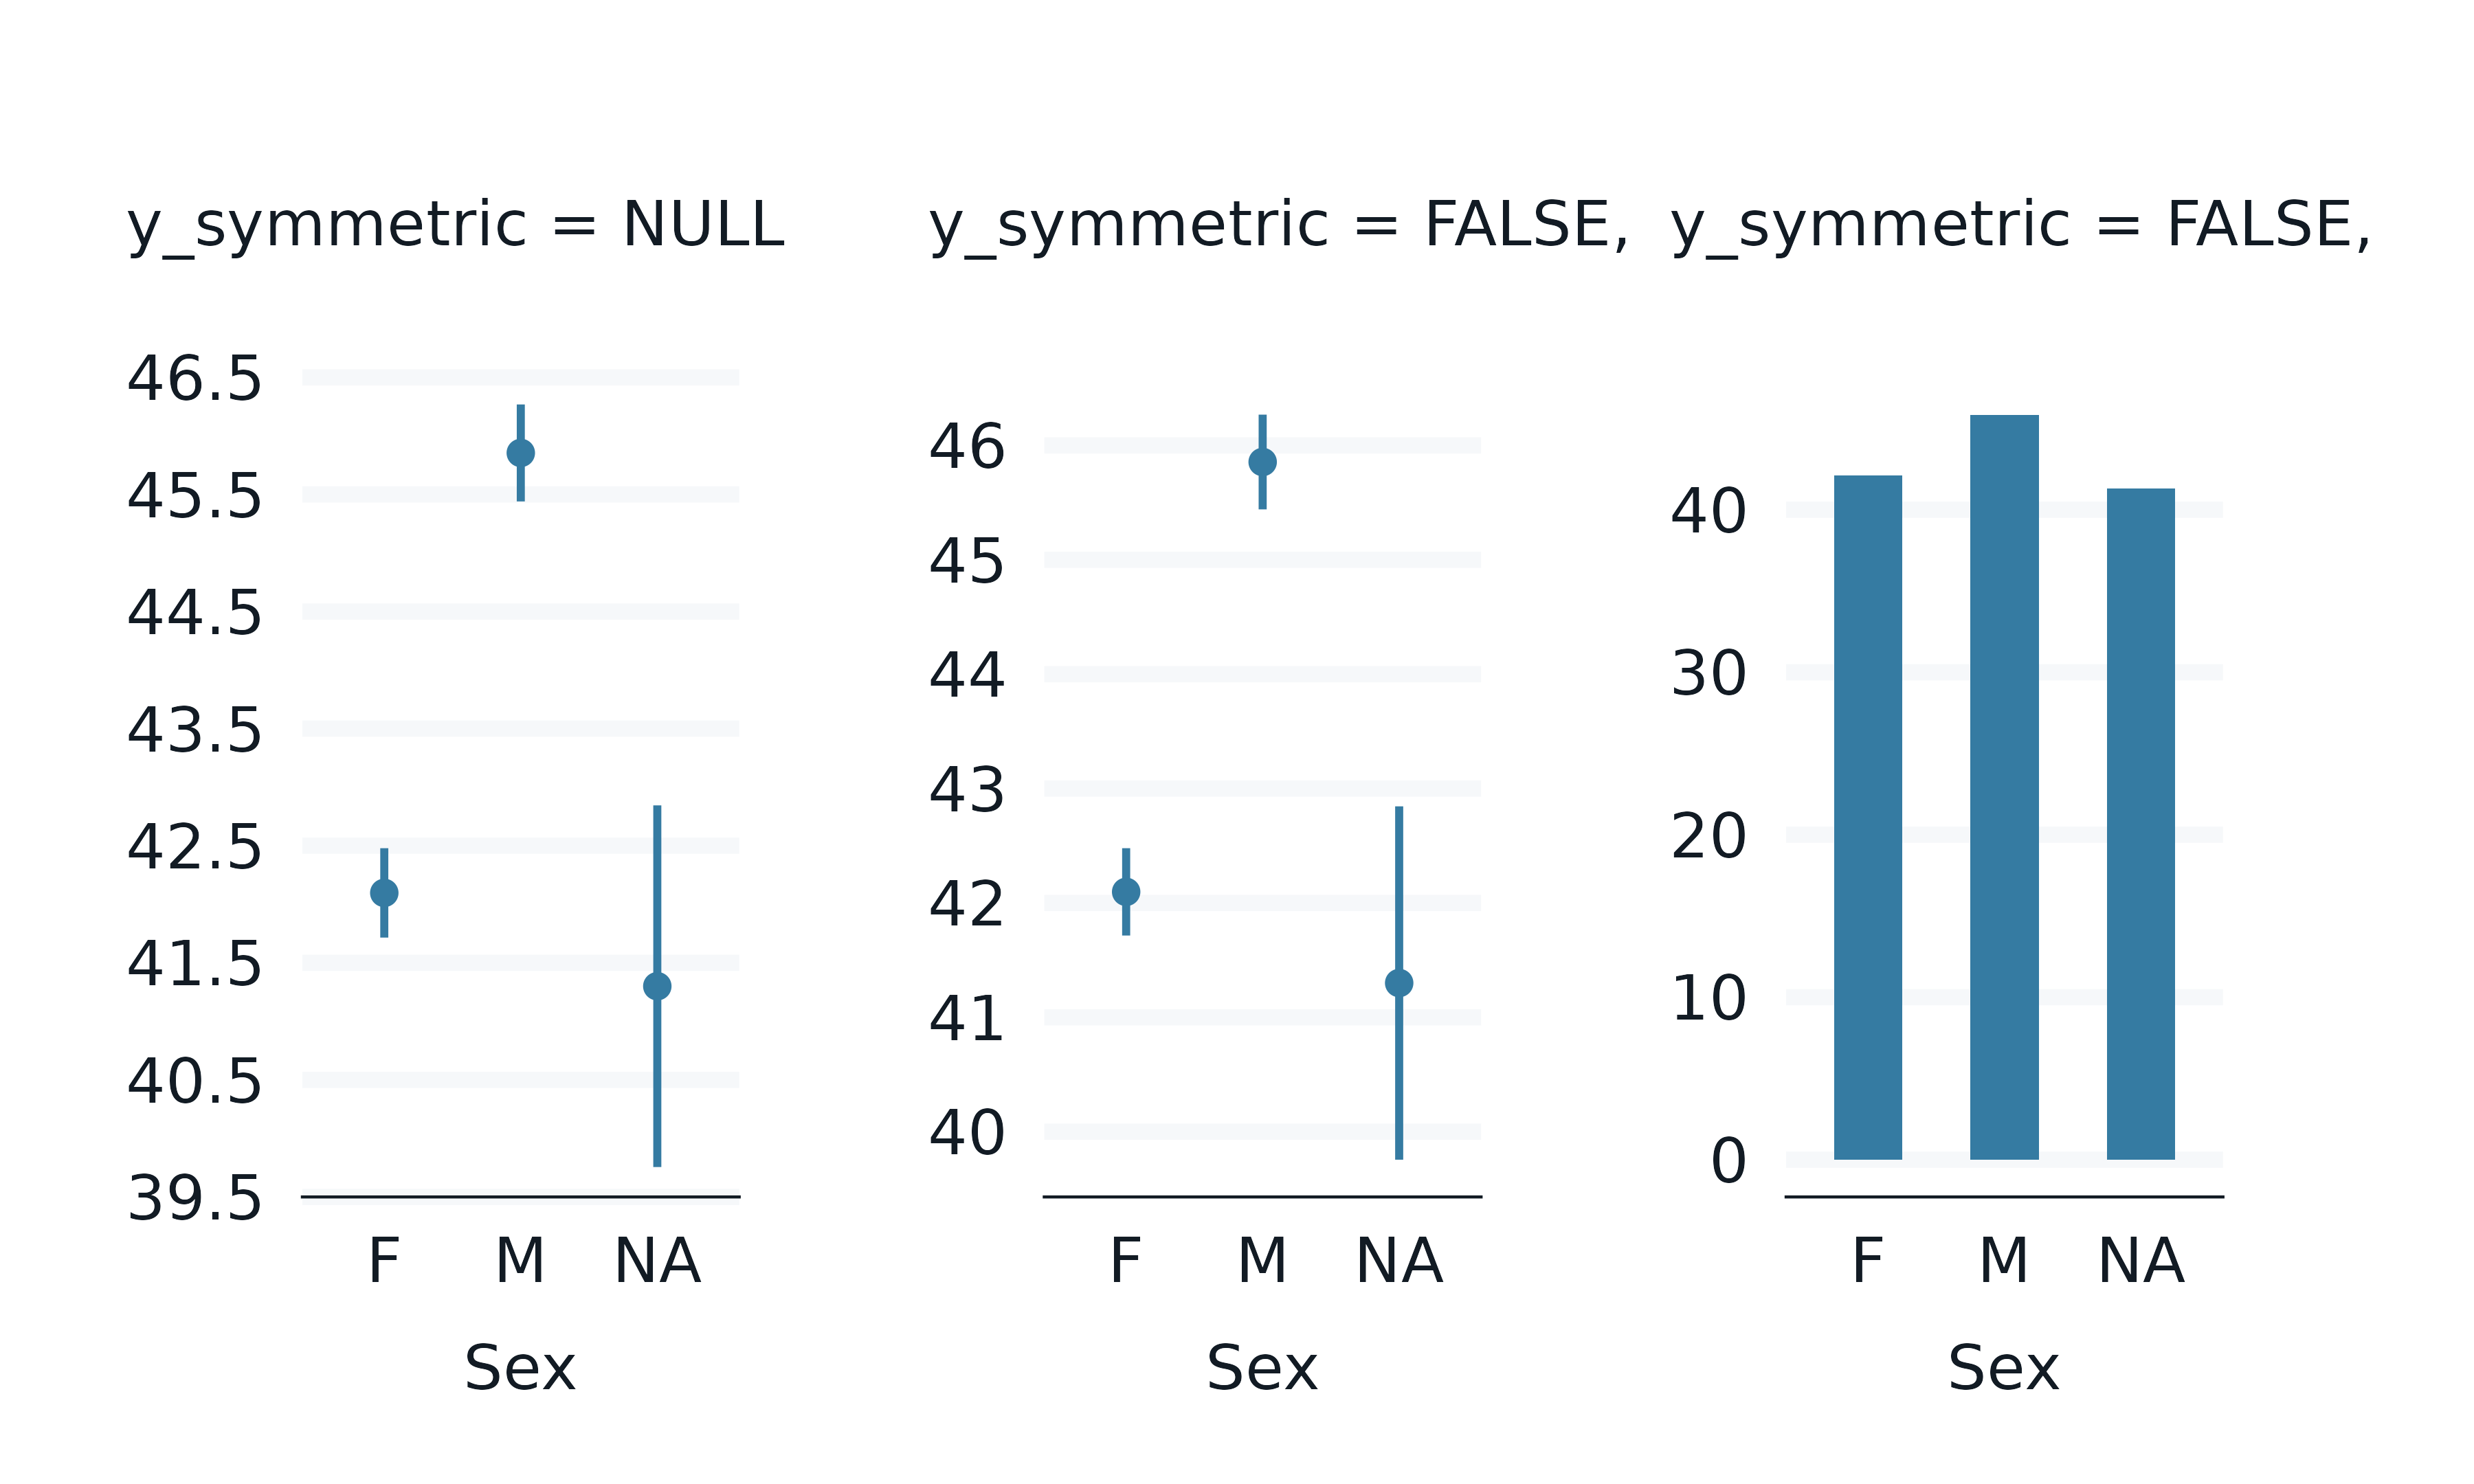 y_symmetric = NULL
46.5
45.5
44.5
43.5
42.5
41.5
40.5
39.5
F M NA
Sex
y_symmetric = FALSE,
46
45
44
43
42
41
40
F M NA
Sex
y_symmetric = FALSE,
40
30
20
10
0
F M NA
Sex